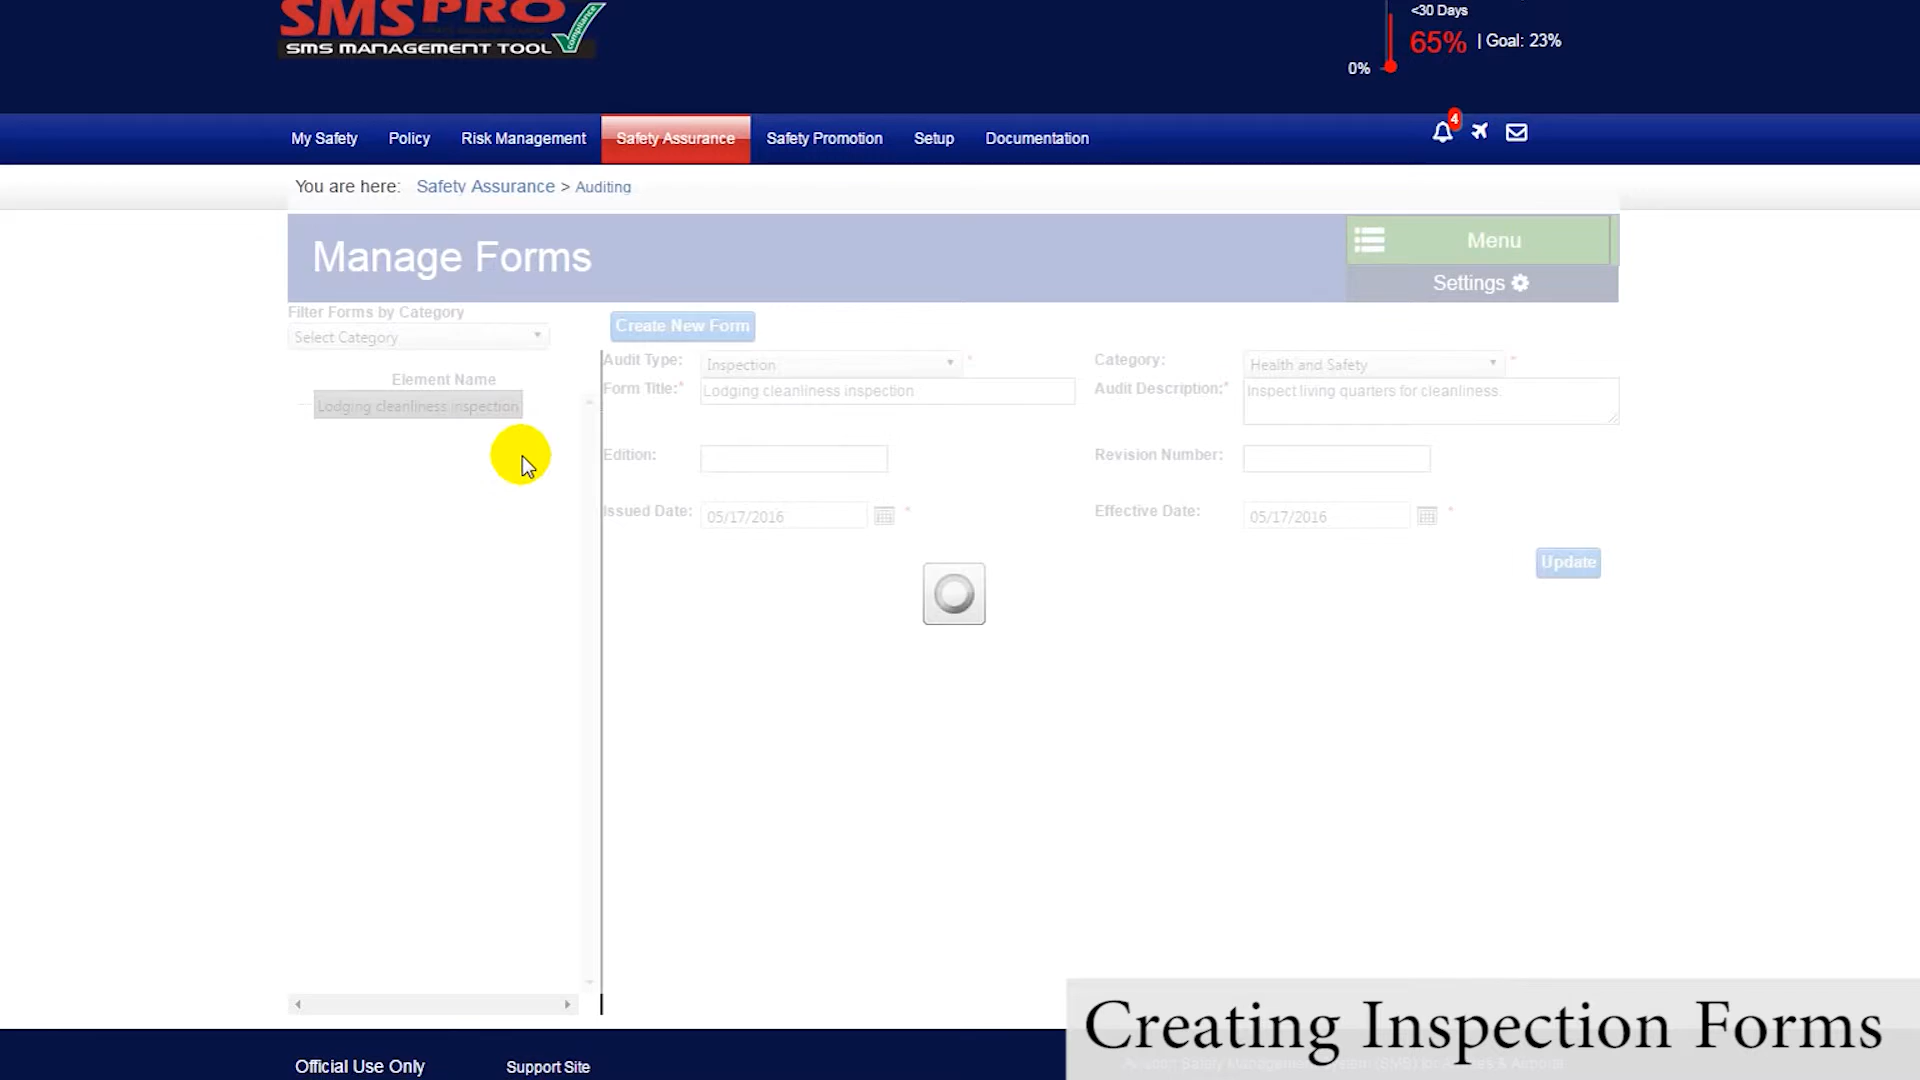 SMS PRO
SMS MANAGEMENT TOOL
compliance
<30 Days
65% | Goal: 23%
0%
My Safety Policy Risk Management Safety Assurance Safety Promotion Setup Documentation
4
You are here: Safety Assurance > Auditing
Manage Forms
Menu
Settings
Filter Forms by Category
Select Category
Create New Form
Element Name
Lodging cleanliness inspection
Audit Type: Inspection *
Category: Health and Safety *
Form Title:* Lodging cleanliness inspection
Audit Description:* Inspect living quarters for cleanliness.
Edition:
Revision Number:
Issued Date: 05/17/2016 *
Effective Date: 05/17/2016 *
Update
Creating Inspection Forms
Official Use Only
Support Site